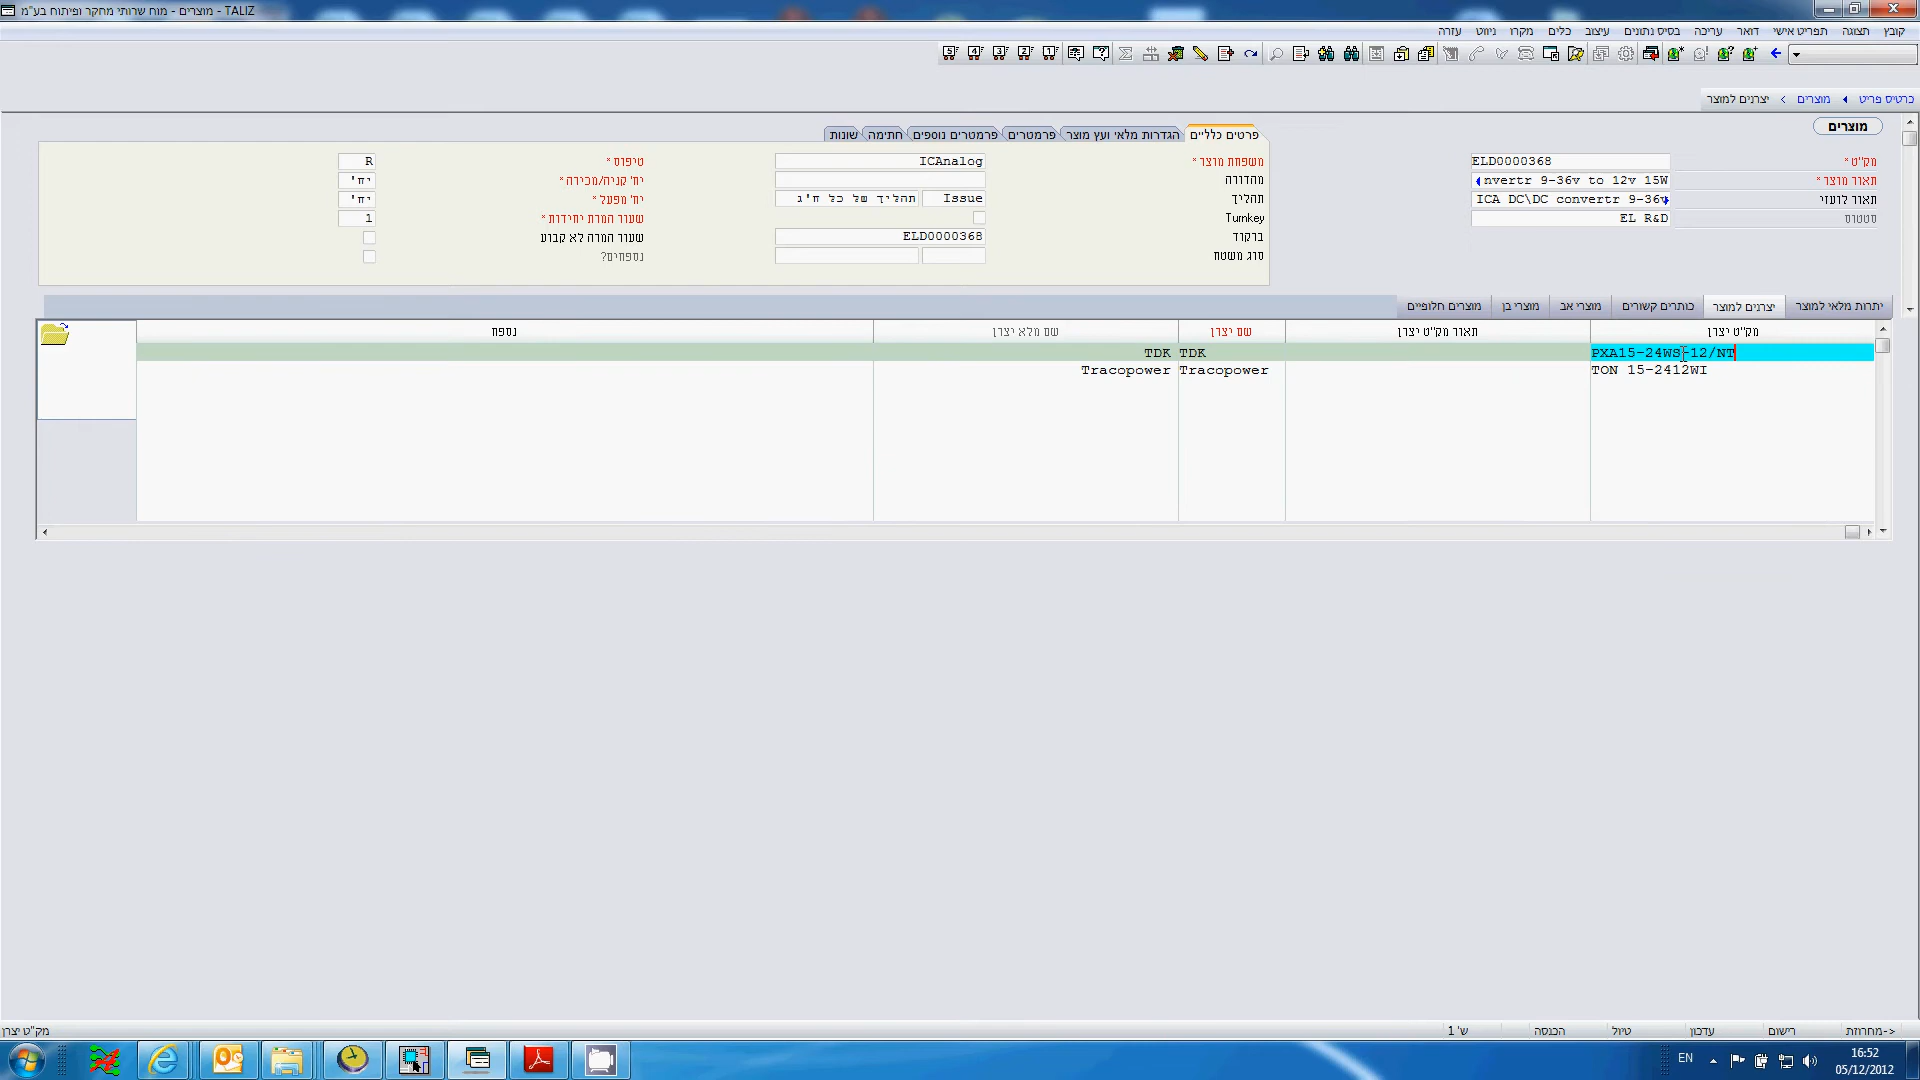 TALIZ - מוצרים - מוח שרותי מחקר ופיתוח בע"מ
קובץ תצוגה תפריט אישי דואר עריכה בסיס נתונים עיצוב כלים מקרו ניווט עזרה
כרטיס פריט מוצרים > יצרנים למוצר
מוצרים
פרטים כלליים הגדרות מלאי ועץ מוצר פרמטרים פרמטרים נוספים חתימה שונות
מק"ט * ELD0000368
תאור מוצר * nvertr 9-36v to 12v 15W
תאור לועזי ICA DC\DC convertr 9-36v
סטטוס EL R&D
משפחת מוצר * ICAnalog
מהדורה
תהליך Issue תהליך של כל ח'ג
Turnkey
ברקוד ELD0000368
סוג משטח
טיפוס * R
יח' קניה/מכירה * יח'
יח' מפעל * יח'
שעור המרת יחידות * 1
שעור המרה לא קבוע
נספחים?
יתרות מלאי למוצר יצרנים למוצר כותרים קשורים מוצרי אב מוצרי בן מוצרים חלופיים
מק"ט יצרן תאור מק"ט יצרן שם יצרן שם מלא יצרן נספח
PXA15-24WS-12/NT TDK TDK
TON 15-2412WI Tracopower Tracopower
<-מחרוזת רישום עדכון טיול הכנסה ש' 1 מק"ט יצרן
EN
16:52
05/12/2012